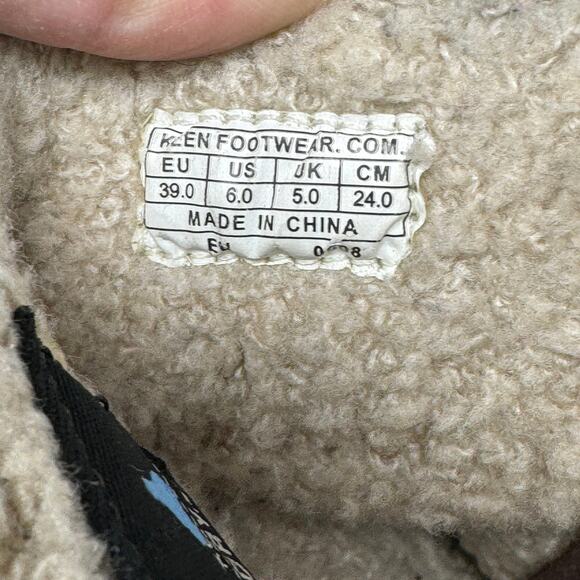 KEENFOOTWEAR.COM.
EU US UK CM
39.0 6.0 5.0 24.0
MADE IN CHINA